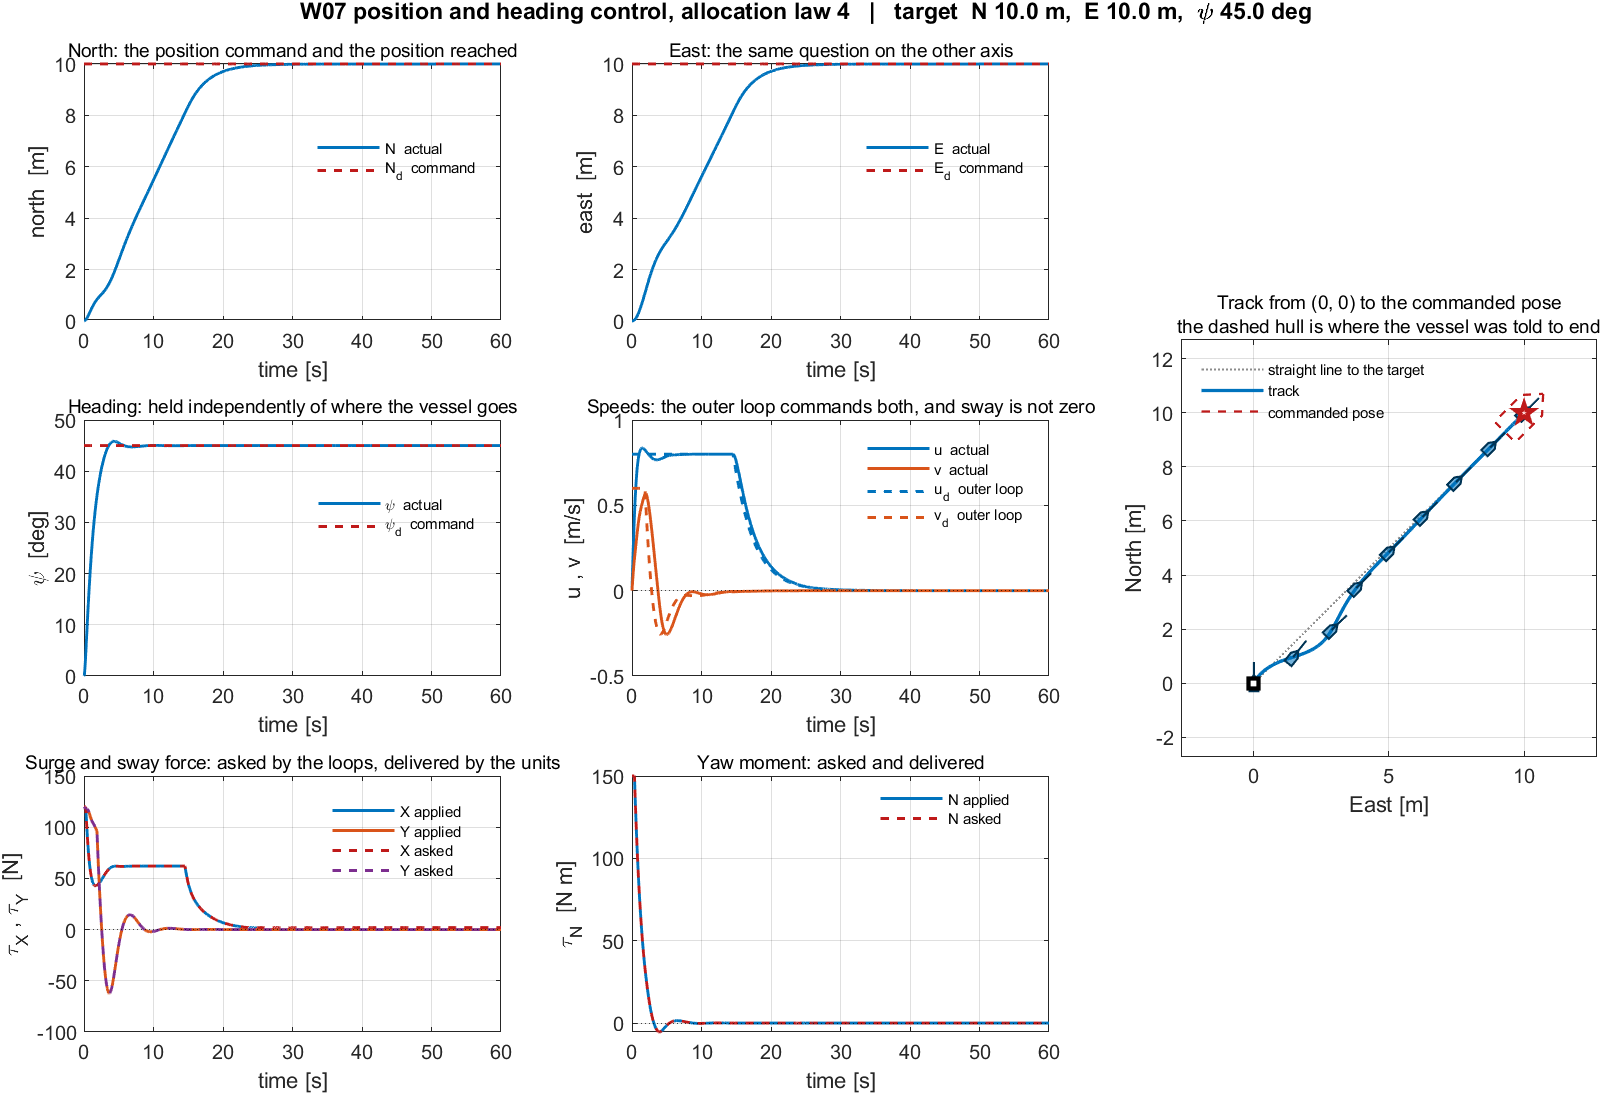 W07 position and heading control, allocation law 4 | target N 10.0 m, E 10.0 m, ψ 45.0 deg
North: the position command and the position reached
10
8
6
4
2
0
north [m]
N actual
N_d command
0 10 20 30 40 50 60
time [s]
East: the same question on the other axis
10
8
6
4
2
0
east [m]
E actual
E_d command
0 10 20 30 40 50 60
time [s]
Heading: held independently of where the vessel goes
50
40
30
20
10
0
ψ [deg]
ψ actual
ψ_d command
0 10 20 30 40 50 60
time [s]
Speeds: the outer loop commands both, and sway is not zero
1
0.5
0
-0.5
u , v [m/s]
u actual
v actual
u_d outer loop
v_d outer loop
0 10 20 30 40 50 60
time [s]
Surge and sway force: asked by the loops, delivered by the units
150
100
50
0
-50
-100
τ_X , τ_Y [N]
X applied
Y applied
X asked
Y asked
0 10 20 30 40 50 60
time [s]
Yaw moment: asked and delivered
150
100
50
0
τ_N [N m]
N applied
N asked
0 10 20 30 40 50 60
time [s]
Track from (0, 0) to the commanded pose
the dashed hull is where the vessel was told to end
12
10
8
6
4
2
0
-2
North [m]
straight line to the target
track
commanded pose
0 5 10
East [m]